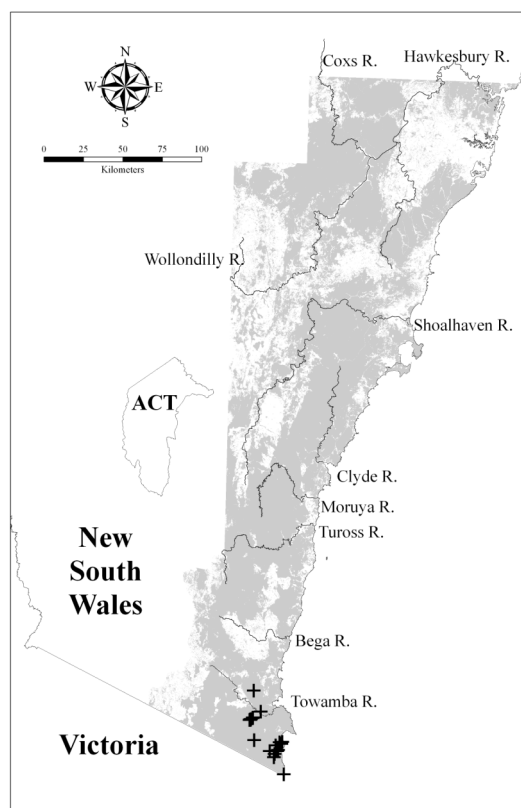 Coxs R.
Hawkesbury R.
N
W E
S
0 25 50 75 100
Kilometers
Wollondilly R.
Shoalhaven R.
ACT
Clyde R.
Moruya R.
Tuross R.
New
South
Wales
Bega R.
Towamba R.
Victoria